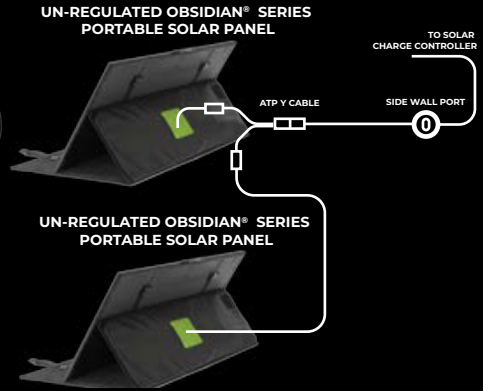 UN-REGULATED OBSIDIAN® SERIES
PORTABLE SOLAR PANEL
TO SOLAR
CHARGE CONTROLLER
ATP Y CABLE
SIDE WALL PORT
UN-REGULATED OBSIDIAN® SERIES
PORTABLE SOLAR PANEL